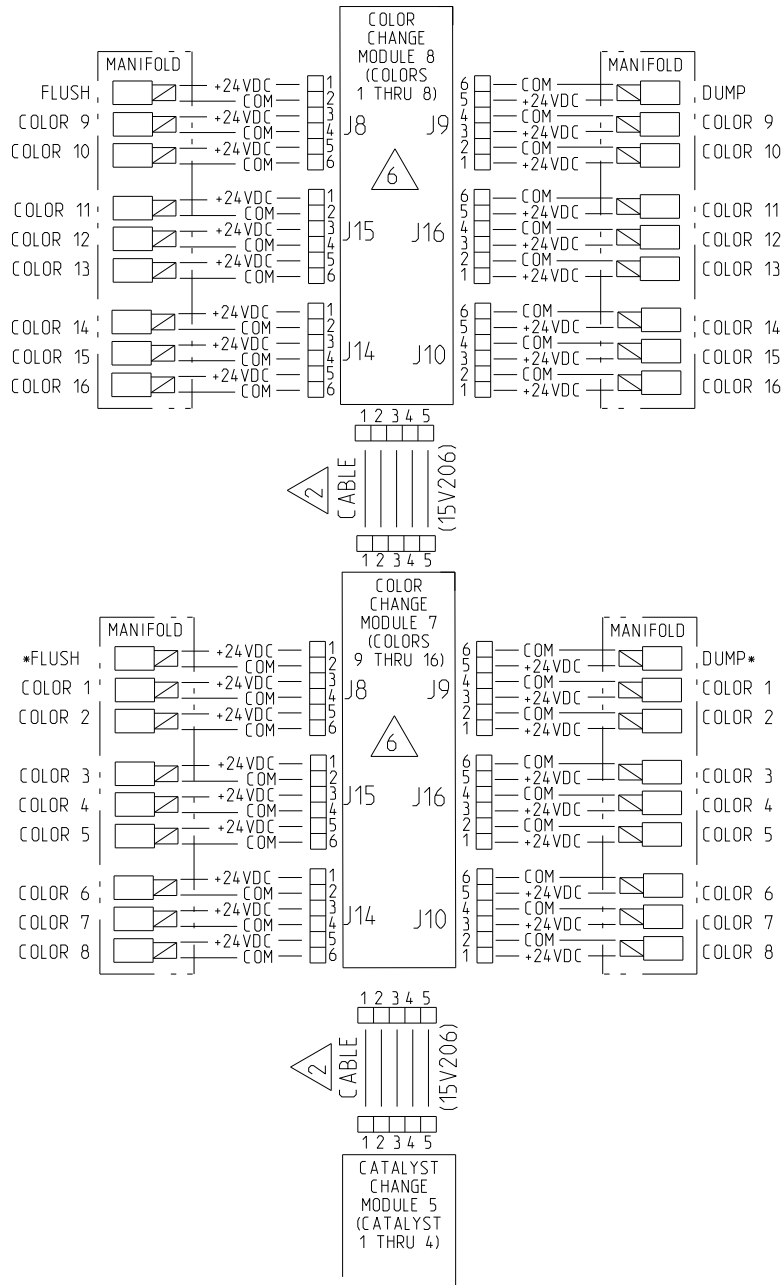 COLOR
CHANGE
MODULE 8
(COLORS
1 THRU 8)
MANIFOLD
MANIFOLD
FLUSH +24VDC 1 6 COM DUMP
COM 2 5 +24VDC
COLOR 9 +24VDC 3 J8 J9 4 COM COLOR 9
COM 4 3 +24VDC
COLOR 10 +24VDC 5 2 COM COLOR 10
COM 6 1 +24VDC
6
COLOR 11 +24VDC 1 6 COM COLOR 11
COM 2 5 +24VDC
COLOR 12 +24VDC 3 J15 J16 4 COM COLOR 12
COM 4 3 +24VDC
COLOR 13 +24VDC 5 2 COM COLOR 13
COM 6 1 +24VDC
COLOR 14 +24VDC 1 6 COM COLOR 14
COM 2 5 +24VDC
COLOR 15 +24VDC 3 J14 J10 4 COM COLOR 15
COM 4 3 +24VDC
COLOR 16 +24VDC 5 2 COM COLOR 16
COM 6 1 +24VDC
1 2 3 4 5
2
CABLE
(15V206)
1 2 3 4 5
COLOR
CHANGE
MODULE 7
(COLORS
9 THRU 16)
MANIFOLD
MANIFOLD
*FLUSH +24VDC 1 6 COM DUMP*
COM 2 5 +24VDC
COLOR 1 +24VDC 3 J8 J9 4 COM COLOR 1
COM 4 3 +24VDC
COLOR 2 +24VDC 5 2 COM COLOR 2
COM 6 1 +24VDC
6
COLOR 3 +24VDC 1 6 COM COLOR 3
COM 2 5 +24VDC
COLOR 4 +24VDC 3 J15 J16 4 COM COLOR 4
COM 4 3 +24VDC
COLOR 5 +24VDC 5 2 COM COLOR 5
COM 6 1 +24VDC
COLOR 6 +24VDC 1 6 COM COLOR 6
COM 2 5 +24VDC
COLOR 7 +24VDC 3 J14 J10 4 COM COLOR 7
COM 4 3 +24VDC
COLOR 8 +24VDC 5 2 COM COLOR 8
COM 6 1 +24VDC
1 2 3 4 5
2
CABLE
(15V206)
1 2 3 4 5
CATALYST
CHANGE
MODULE 5
(CATALYST
1 THRU 4)